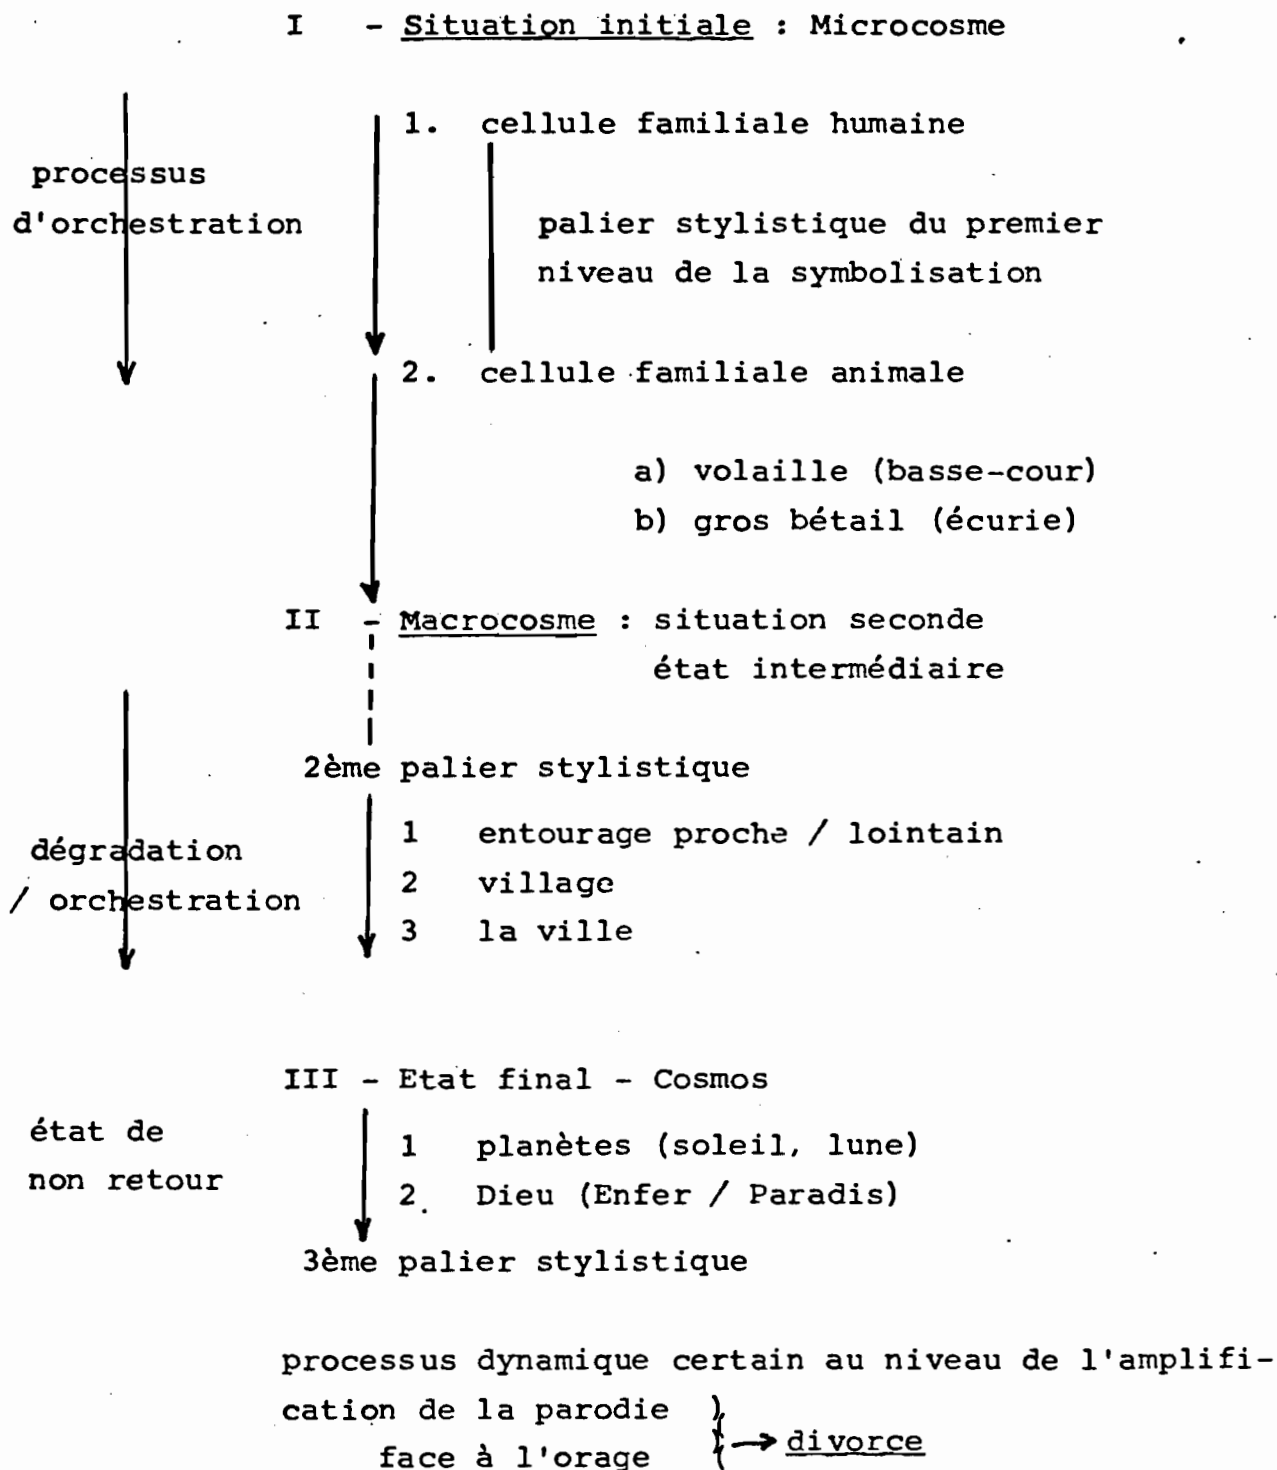 I - Situation initiale : Microcosme
1. cellule familiale humaine
processus
d'orchestration
palier stylistique du premier
niveau de la symbolisation
2. cellule familiale animale
a) volaille (basse-cour)
b) gros bétail (écurie)
II - Macrocosme : situation seconde
état intermédiaire
2ème palier stylistique
1 entourage proche / lointain
dégradation
/ orchestration
2 village
3 la ville
III - Etat final - Cosmos
état de
non retour
1 planètes (soleil, lune)
2. Dieu (Enfer / Paradis)
3ème palier stylistique
processus dynamique certain au niveau de l'amplifi-
cation de la parodie
face à l'orage
divorce